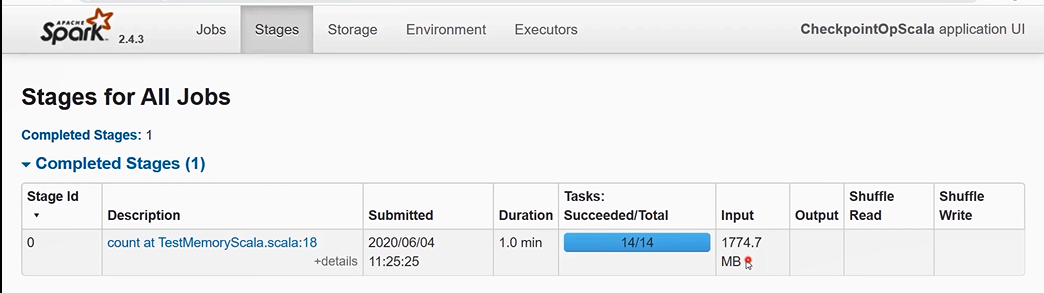 APACHE
Spark 2.4.3 Jobs Stages Storage Environment Executors CheckpointOpScala application UI
Stages for All Jobs
Completed Stages: 1
Completed Stages (1)
Stage Id Description Submitted Duration Tasks: Succeeded/Total Input Output Shuffle Read Shuffle Write
0 count at TestMemoryScala.scala:18 +details 2020/06/04 11:25:25 1.0 min 14/14 1774.7 MB